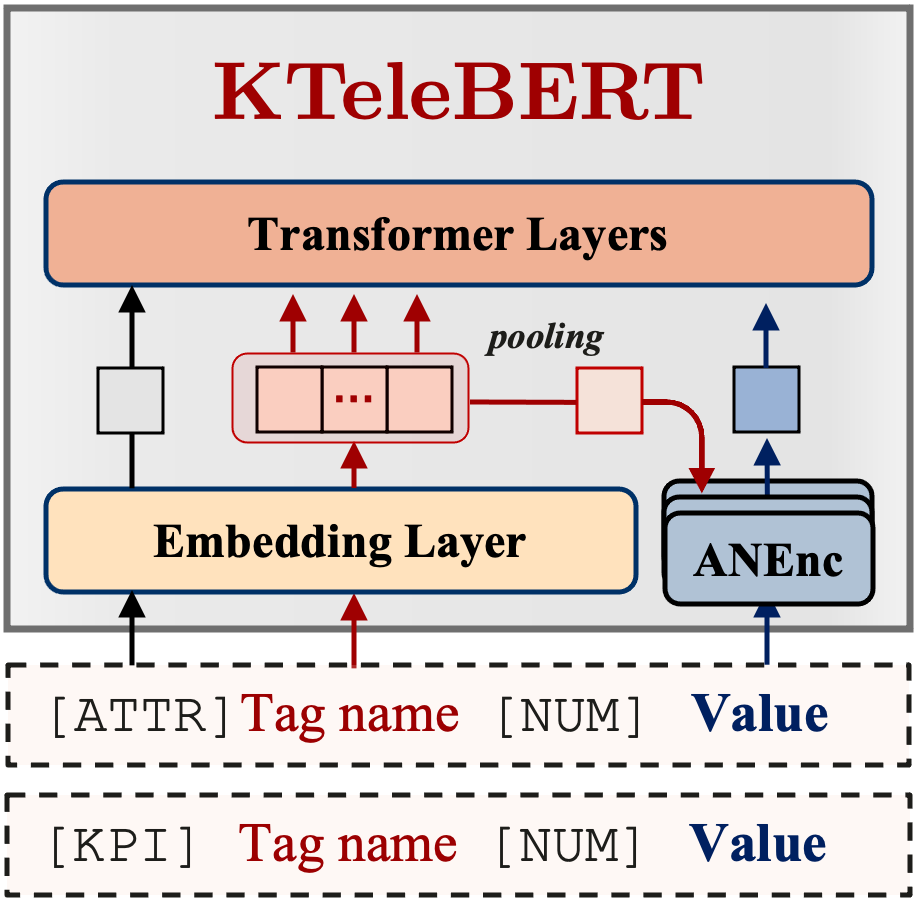 KTeleBERT
Transformer Layers
pooling
...
Embedding Layer
ANEnc
[ATTR] Tag name [NUM] Value
[KPI] Tag name [NUM] Value